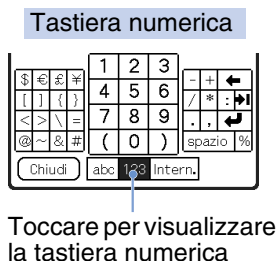 Tastiera numerica
1 2 3
$ € £ ¥ 4 5 6 - + ←
[ ] { } 7 8 9 / * : →|
< > \ = ( 0 ) . , ↵
@ ~ & # spazio %
Chiudi abc 123 Intern.
Toccare per visualizzare
la tastiera numerica